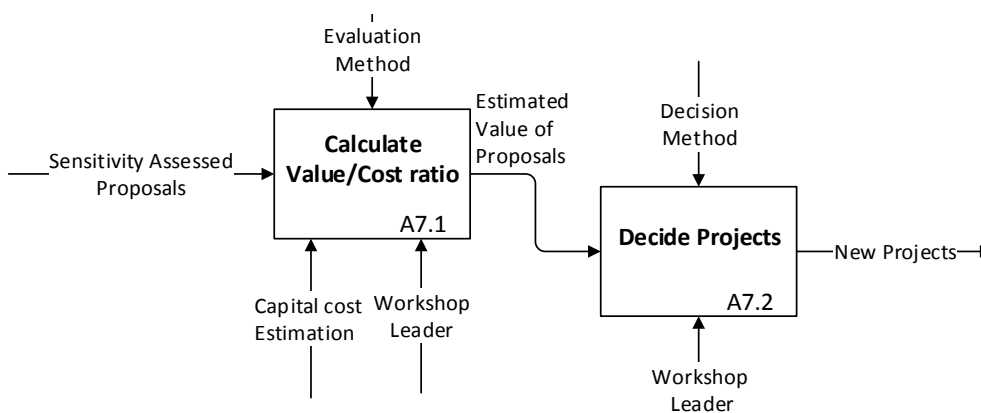 Evaluation
Method
Estimated
Value of
Proposals
Decision
Method
Sensitivity Assessed
Proposals
Calculate
Value/Cost ratio
A7.1
Decide Projects
A7.2
New Projects
Capital cost
Estimation
Workshop
Leader
Workshop
Leader